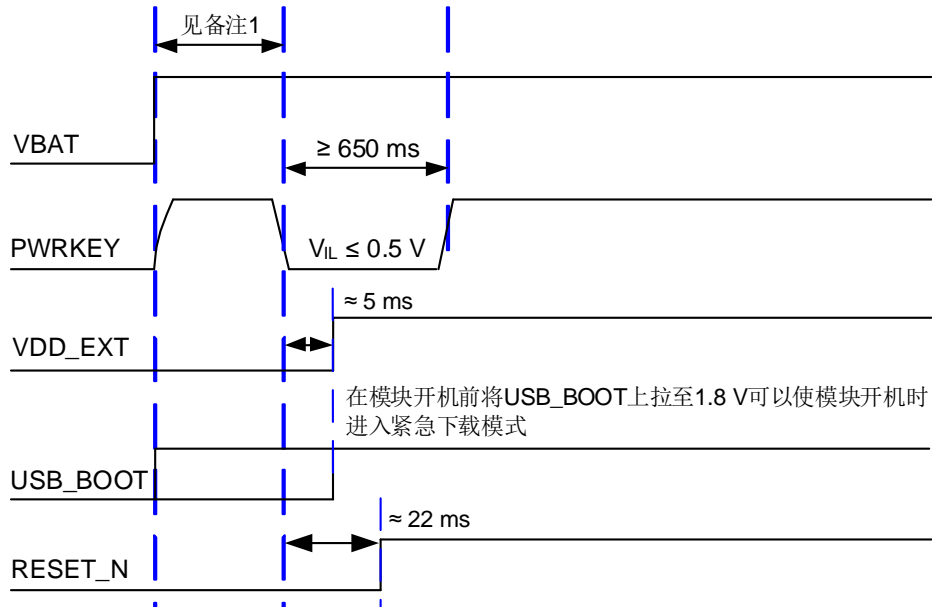 见备注1
VBAT
≥ 650 ms
PWRKEY
VIL ≤ 0.5 V
≈ 5 ms
VDD_EXT
在模块开机前将USB_BOOT上拉至1.8 V可以使模块开机时
进入紧急下载模式
USB_BOOT
≈ 22 ms
RESET_N